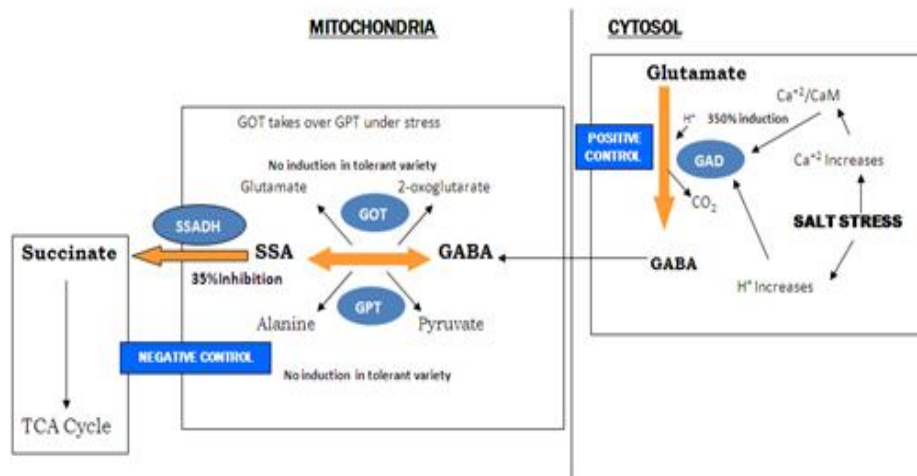 MITOCHONDRIA
CYTOSOL
GOT takes over GPT under stress
No induction in tolerant variety
Glutamate
2-oxoglutarate
GOT
SSADH
Succinate
SSA
GABA
35%Inhibition
GPT
Alanine
Pyruvate
NEGATIVE CONTROL
No induction in tolerant variety
TCA Cycle
Glutamate
Ca⁺²/CaM
H⁺
350% induction
POSITIVE
CONTROL
GAD
Ca⁺² Increases
CO₂
SALT STRESS
GABA
H⁺ Increases